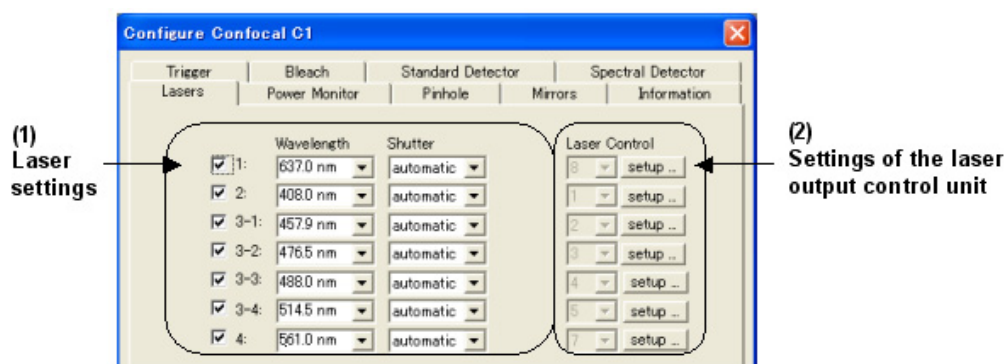 Configure Confocal C1
Trigger Bleach Standard Detector Spectral Detector
Lasers Power Monitor Pinhole Mirrors Information
(1)
Laser
settings
Wavelength Shutter Laser Control
1: 637.0 nm automatic 8 setup ..
2: 408.0 nm automatic 1 setup ..
3-1: 457.9 nm automatic 2 setup ..
3-2: 476.5 nm automatic 3 setup ..
3-3: 488.0 nm automatic 4 setup ..
3-4: 514.5 nm automatic 5 setup ..
4: 561.0 nm automatic 7 setup ..
(2)
Settings of the laser
output control unit